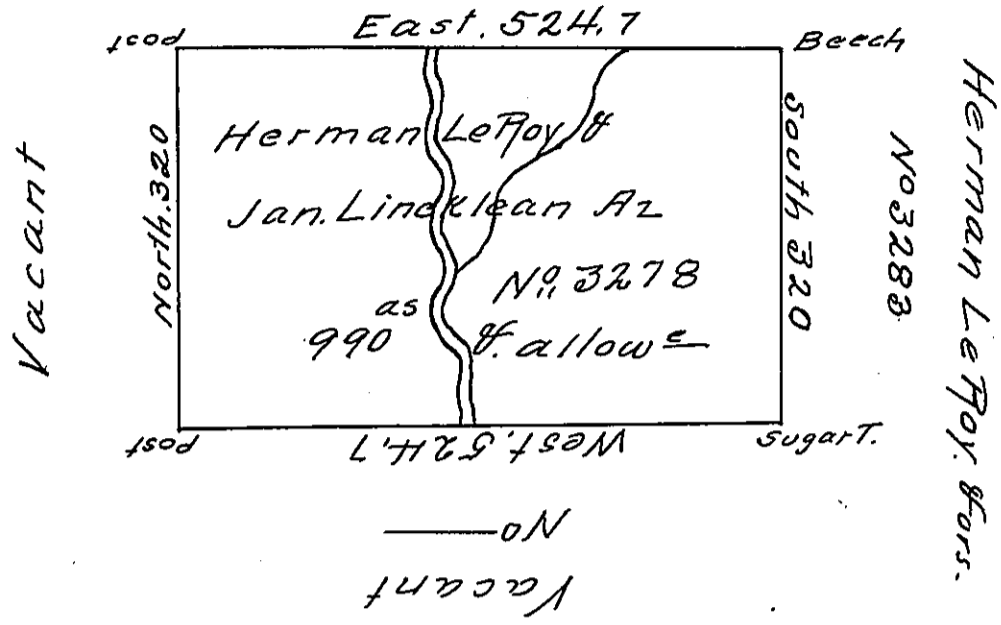 East. 524.7
post
Beech
Vacant
North. 320
Herman LeRoy &
Jan. Lincklean Az
No. 3278
as
990 & allowe
South 320
No 3283
Herman LeRoy. & ors.
post
West. 524.7
Sugar T.
No
Vacant